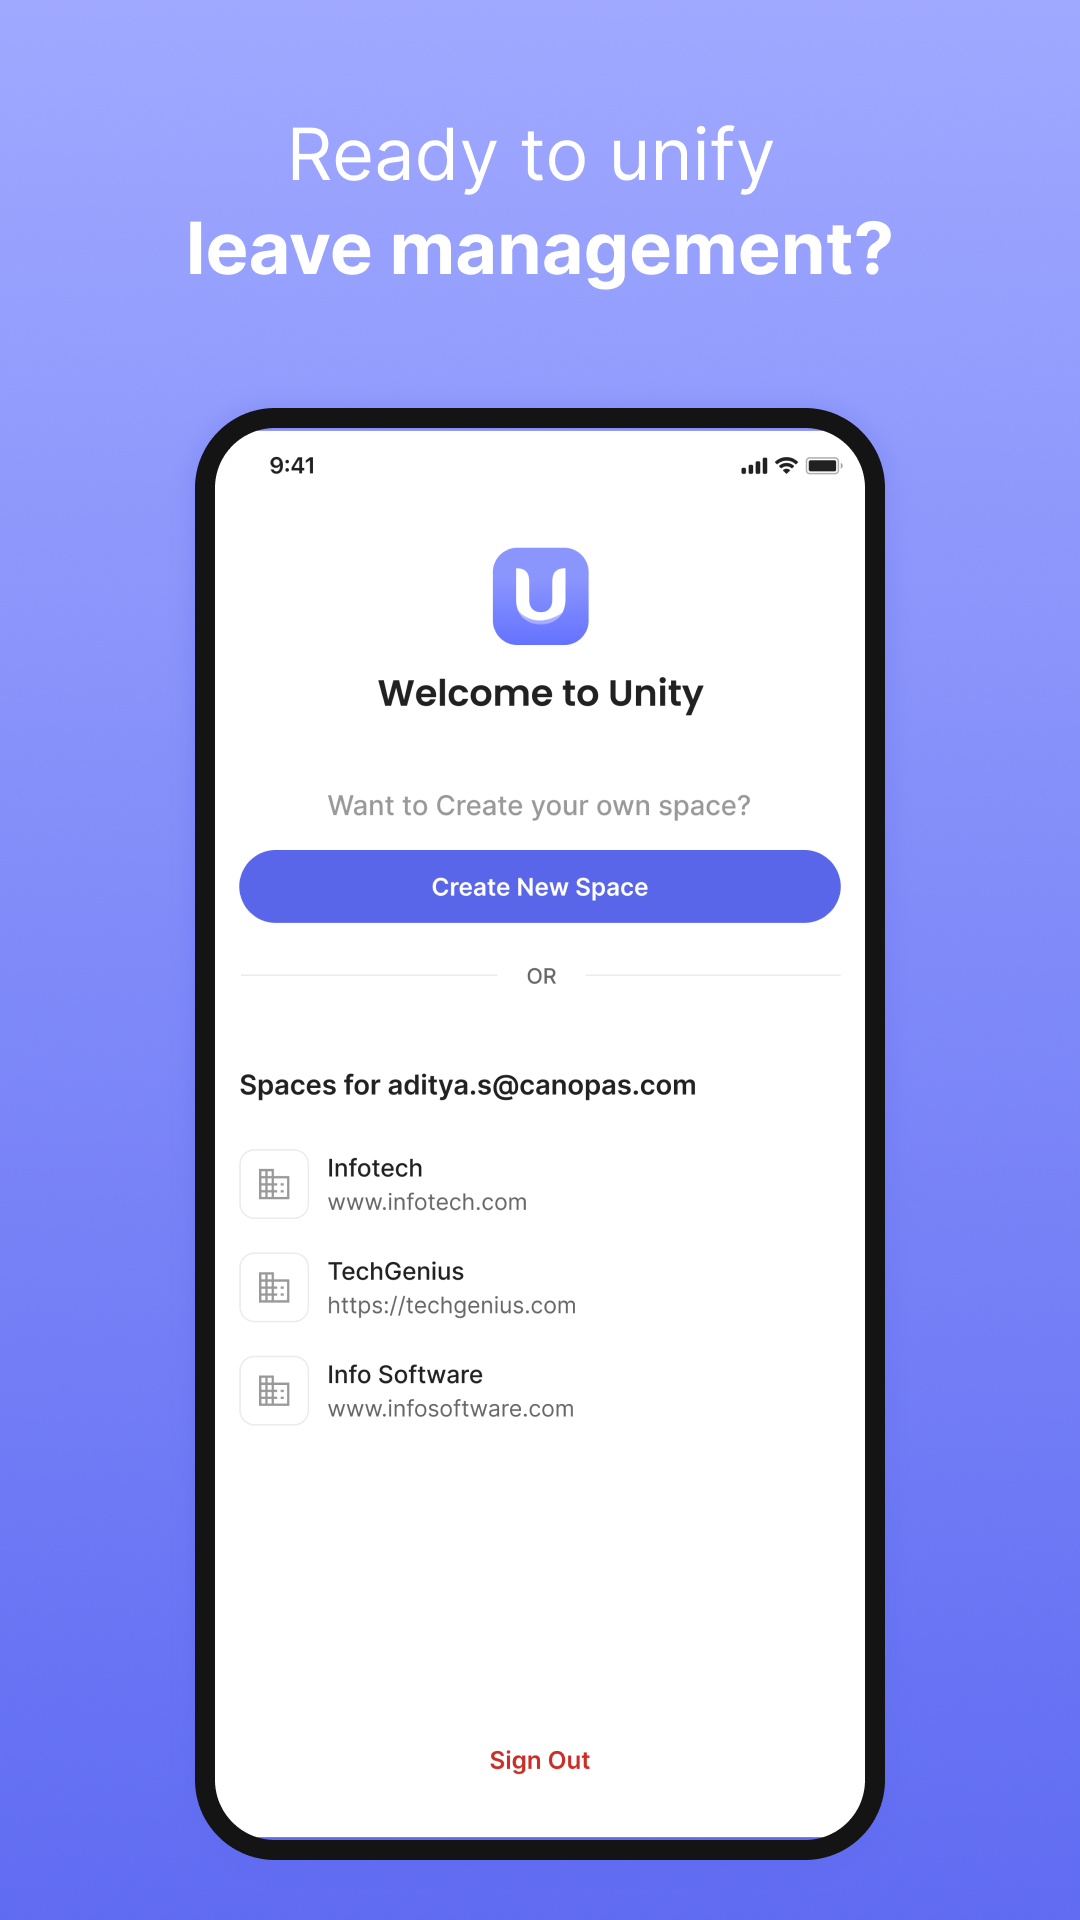 Ready to unify
leave management?
9:41
U
Welcome to Unity
Want to Create your own space?
Create New Space
OR
Spaces for aditya.s@canopas.com
Infotech
www.infotech.com
TechGenius
https://techgenius.com
Info Software
www.infosoftware.com
Sign Out